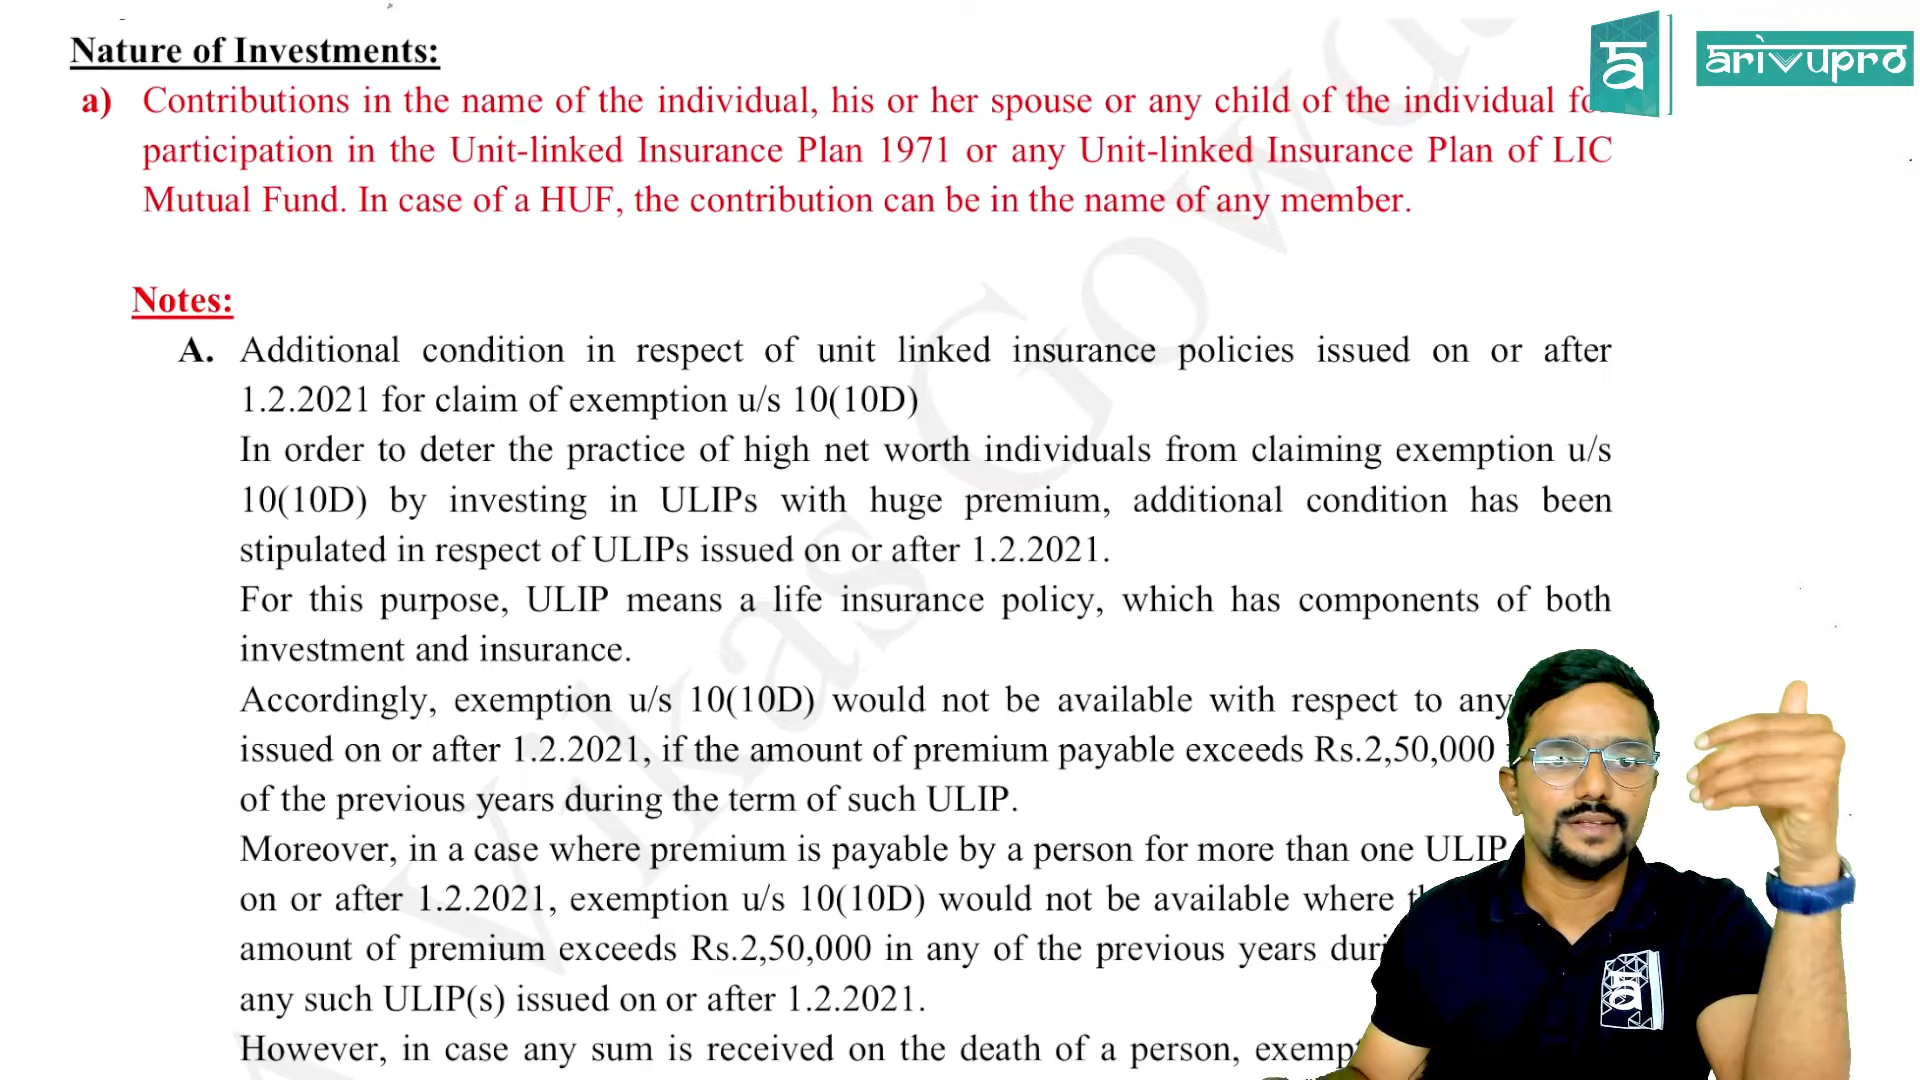 Nature of Investments:
a) Contributions in the name of the individual, his or her spouse or any child of the individual
participation in the Unit-linked Insurance Plan 1971 or any Unit-linked Insurance Plan of LIC
Mutual Fund. In case of a HUF, the contribution can be in the name of any member.
Notes:
A. Additional condition in respect of unit linked insurance policies issued on or after
1.2.2021 for claim of exemption u/s 10(10D)
In order to deter the practice of high net worth individuals from claiming exemption u/s
10(10D) by investing in ULIPs with huge premium, additional condition has been
stipulated in respect of ULIPs issued on or after 1.2.2021.
For this purpose, ULIP means a life insurance policy, which has components of both
investment and insurance.
Accordingly, exemption u/s 10(10D) would not be available with respect to any
issued on or after 1.2.2021, if the amount of premium payable exceeds Rs.2,50,000
of the previous years during the term of such ULIP.
Moreover, in a case where premium is payable by a person for more than one ULIP
on or after 1.2.2021, exemption u/s 10(10D) would not be available where
amount of premium exceeds Rs.2,50,000 in any of the previous years
any such ULIP(s) issued on or after 1.2.2021.
However, in case any sum is received on the death of a person,
arivupro
Vikas Gowda